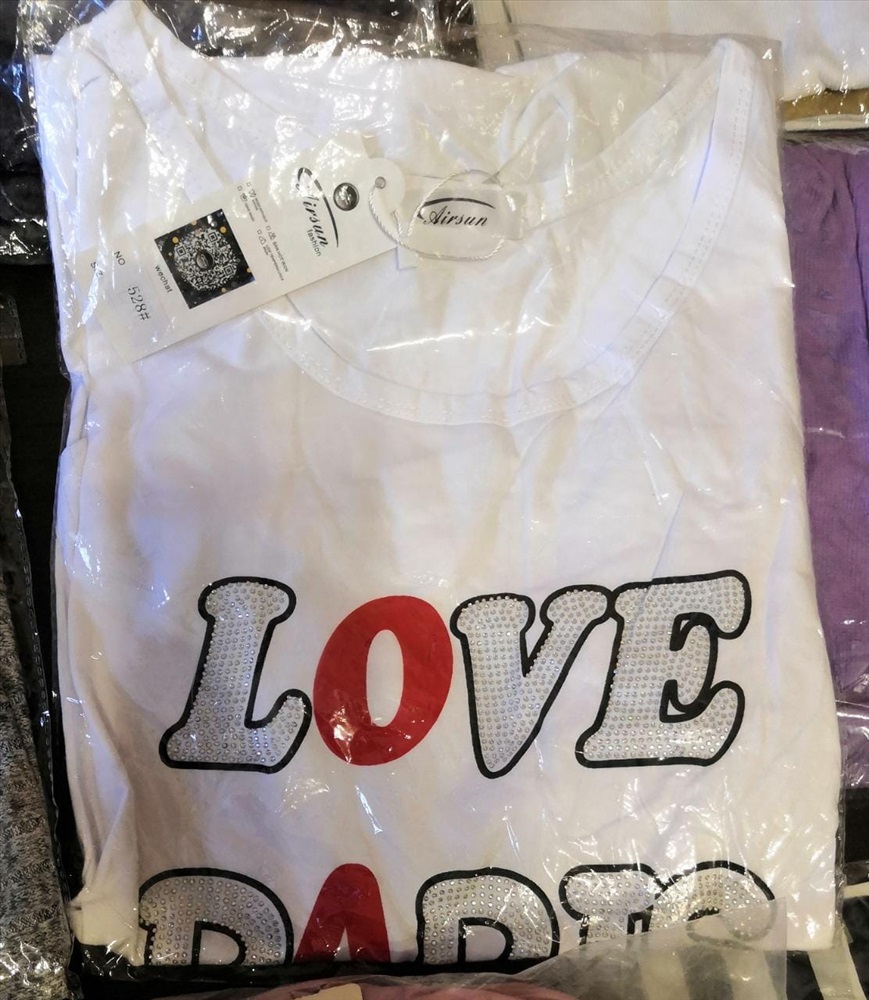 Airsun
fashion
Airsun
wechat
NO
528#
LOVE
PARIS